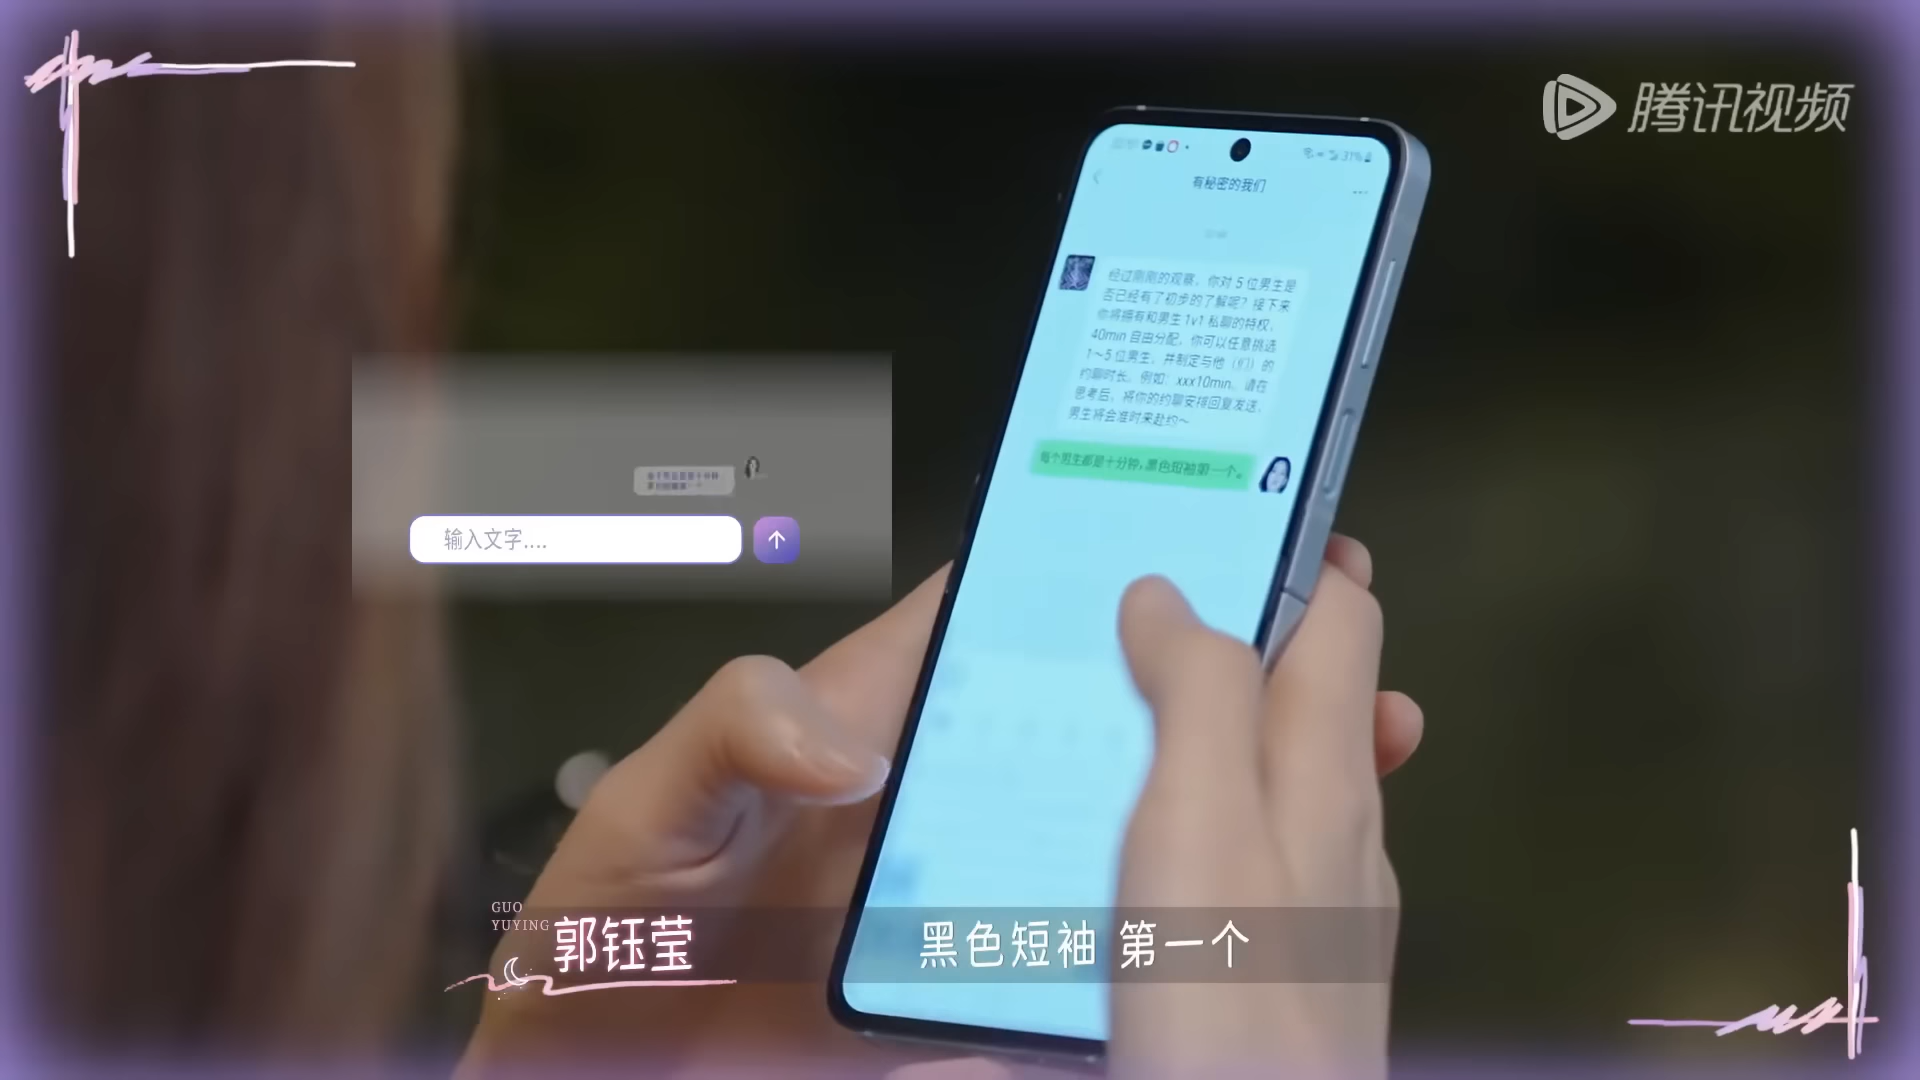 腾讯视频
31%
有秘密的我们
经过刚刚的观察，你对 5 位男生是
否已经有了初步的了解呢？接下来
你将拥有和男生 1v1 私聊的特权，
40min 自由分配，你可以任意挑选
1～5 位男生，并制定与他（们）的
约聊时长，例如：xxx10min，请在
思考后，将你的约聊安排回复发送，
男生将会准时来赴约～
每个男生都是十分钟，黑色短袖第一个。
输入文字....
GUO
YUYING
郭钰莹
黑色短袖 第一个